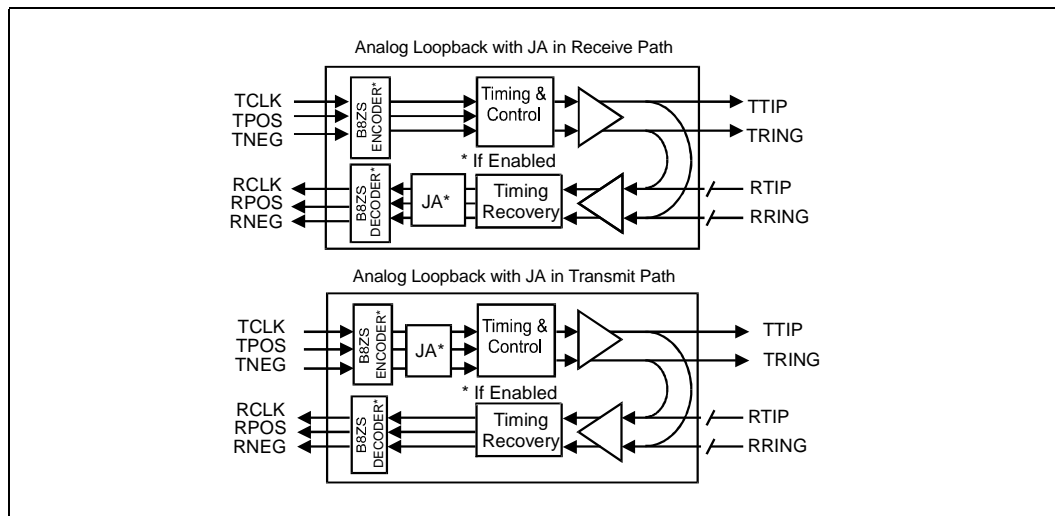 Analog Loopback with JA in Receive Path
TCLK
TPOS
TNEG
B8ZS
ENCODER*
Timing &
Control
TTIP
TRING
* If Enabled
RCLK
RPOS
RNEG
B8ZS
DECODER*
JA*
Timing
Recovery
RTIP
RRING
Analog Loopback with JA in Transmit Path
TCLK
TPOS
TNEG
B8ZS
ENCODER*
JA*
Timing &
Control
TTIP
TRING
* If Enabled
RCLK
RPOS
RNEG
B8ZS
DECODER*
Timing
Recovery
RTIP
RRING